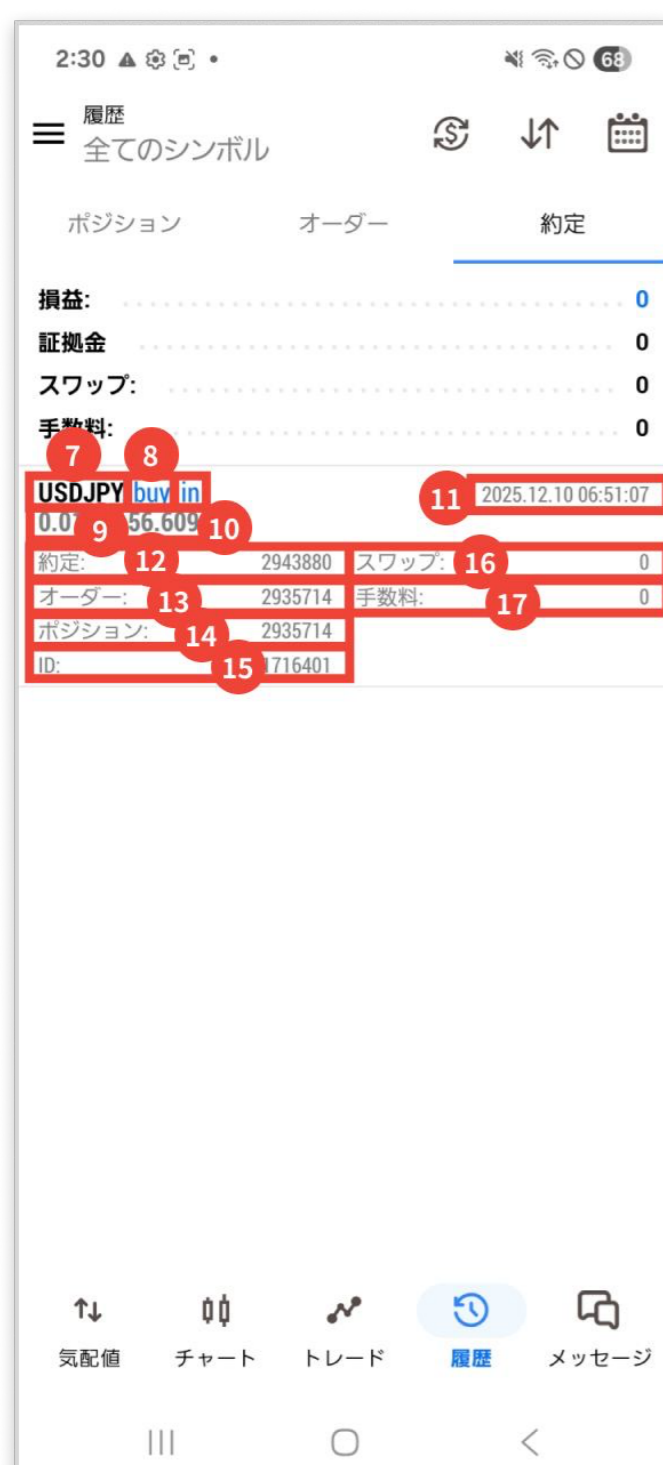 2:30 68
履歴
全てのシンボル
ポジション オーダー 約定
損益: 0
証拠金 0
スワップ: 0
手数料: 0
7 8
USDJPY buy in 11 2025.12.10 06:51:07
9 56.609 10
約定: 12 2943880 スワップ: 16 0
オーダー: 13 2935714 手数料: 17 0
ポジション: 14 2935714
ID: 15 1716401
気配値 チャート トレード 履歴 メッセージ